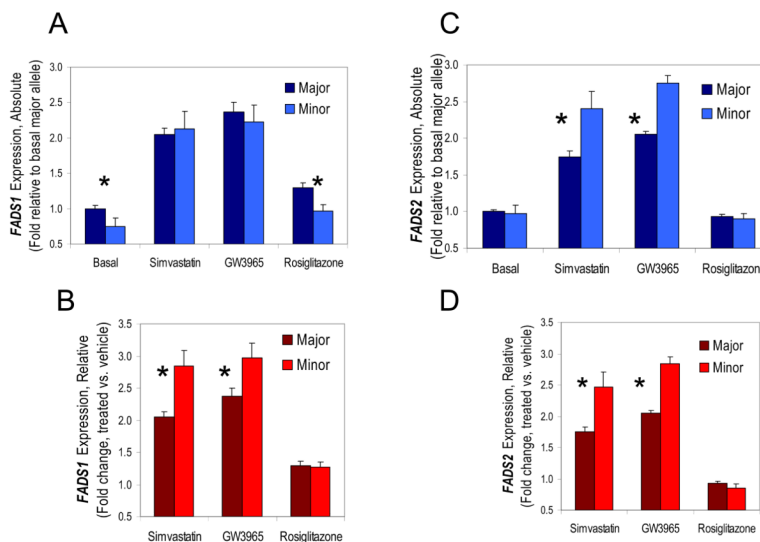 A
FADS1 Expression, Absolute
(Fold relative to basal major allele)
3.0
2.5
2.0
1.5
1.0
0.5
Major
Minor
*
*
Basal Simvastatin GW3965 Rosiglitazone
B
FADS1 Expression, Relative
(Fold change, treated vs. vehicle)
3.5
3.0
2.5
2.0
1.5
1.0
0.5
Major
Minor
*
*
Simvastatin GW3965 Rosiglitazone
C
FADS2 Expression, Absolute
(Fold relative to basal major allele)
3.0
2.5
2.0
1.5
1.0
0.5
Major
Minor
*
*
Basal Simvastatin GW3965 Rosiglitazone
D
FADS2 Expression, Relative
(Fold change, treated vs. vehicle)
3.5
3.0
2.5
2.0
1.5
1.0
0.5
Major
Minor
*
*
Simvastatin GW3965 Rosiglitazone